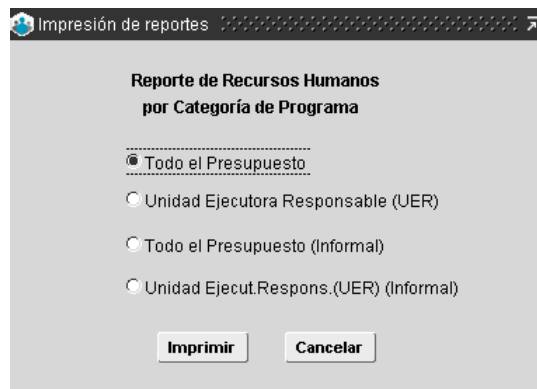 Impresión de reportes
Reporte de Recursos Humanos
por Categoría de Programa
Todo el Presupuesto
Unidad Ejecutora Responsable (UER)
Todo el Presupuesto (Informal)
Unidad Ejecut.Respons.(UER) (Informal)
Imprimir Cancelar